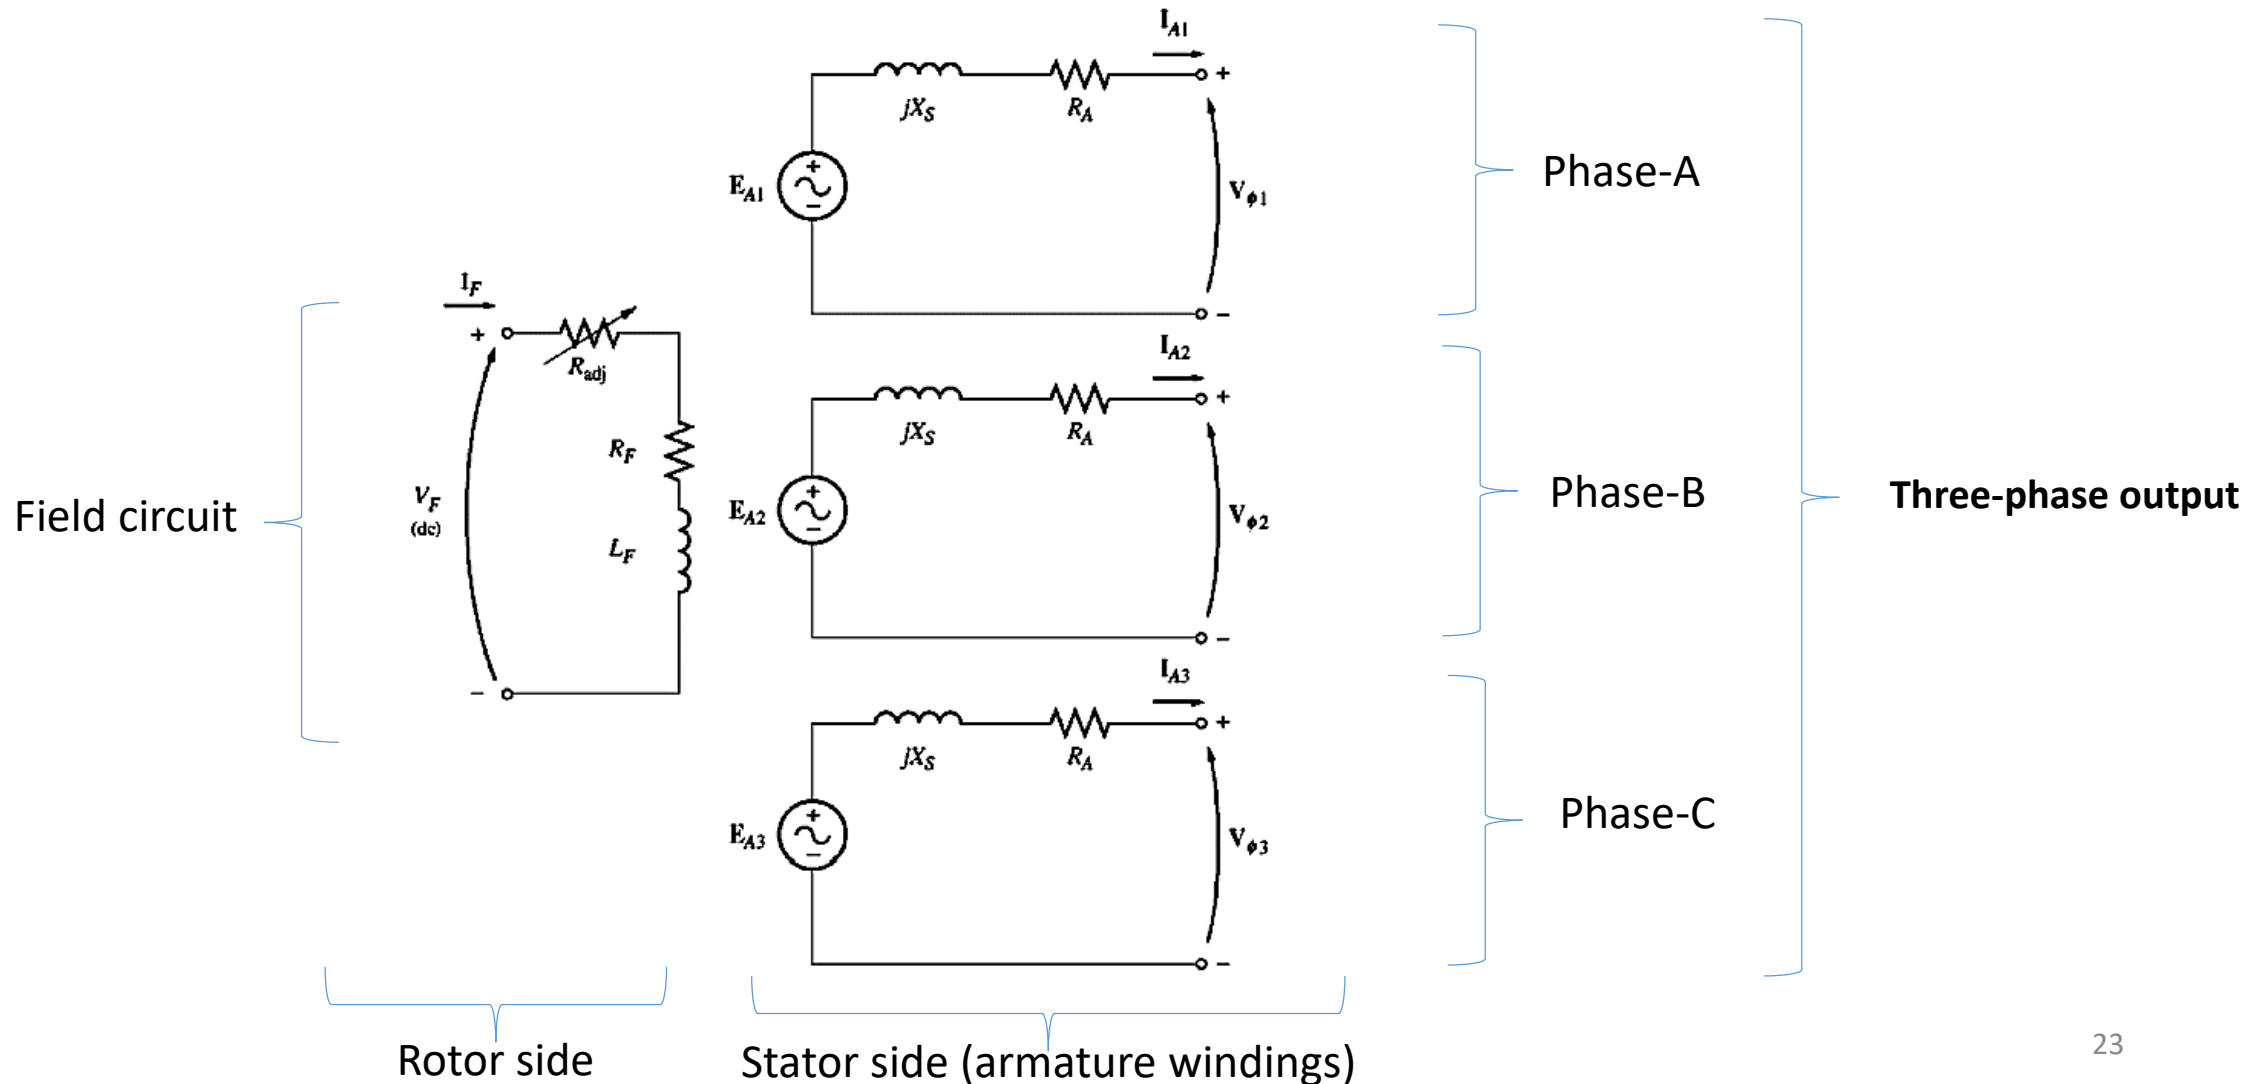 I_A1
+
jX_S
R_A
Phase-A
+
E_A1
−
V_ϕ1
−
I_F
+
R_adj
R_F
V_F
(dc)
L_F
−
Field circuit
I_A2
+
jX_S
R_A
Phase-B
+
E_A2
−
V_ϕ2
−
Three-phase output
I_A3
+
jX_S
R_A
Phase-C
+
E_A3
−
V_ϕ3
−
Rotor side
Stator side (armature windings)
23